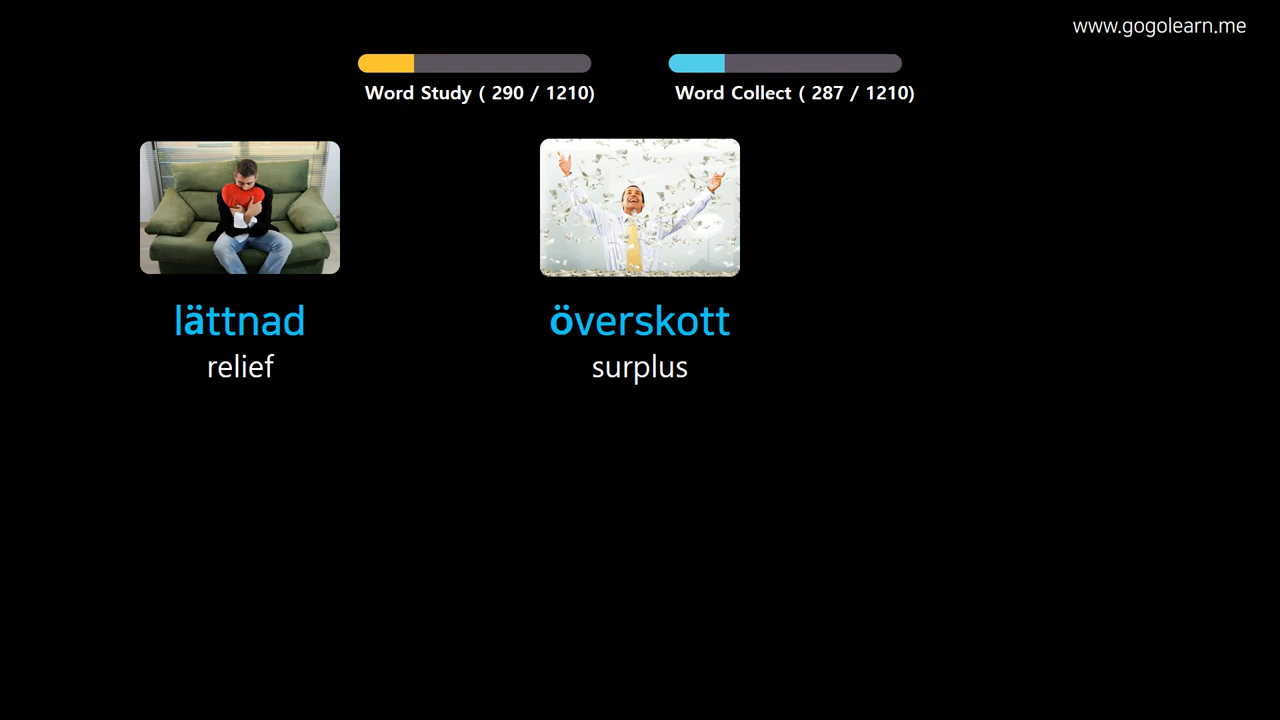 www.gogolearn.me
Word Study ( 290 / 1210)
Word Collect ( 287 / 1210)
lättnad
relief
överskott
surplus